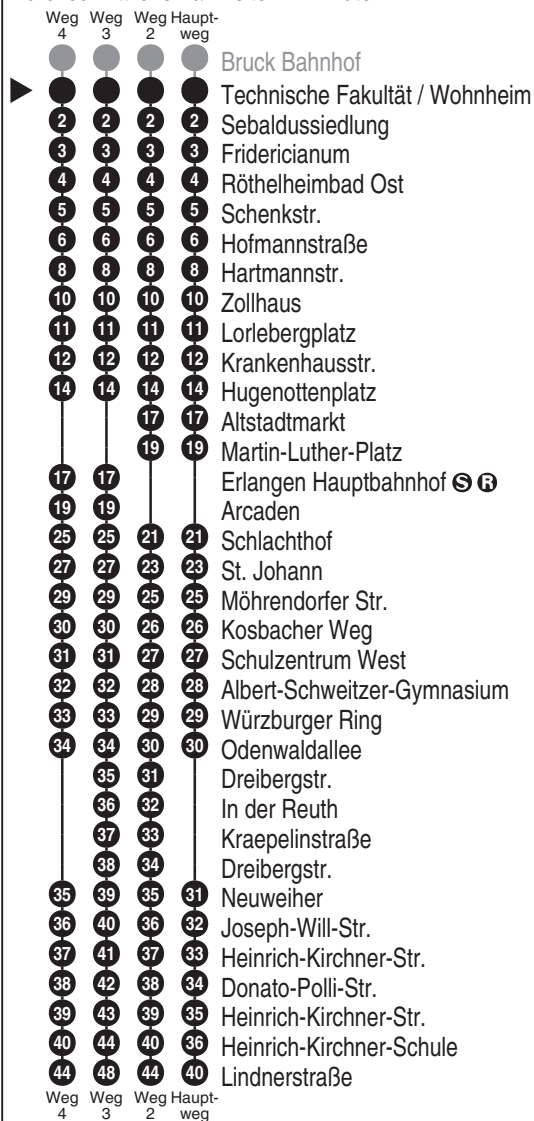 Weg Weg Weg Haupt-
4 3 2 weg
Bruck Bahnhof
Technische Fakultät / Wohnheim
2 2 2 2 Sebaldussiedlung
3 3 3 3 Fridericianum
4 4 4 4 Röthelheimbad Ost
5 5 5 5 Schenkstr.
6 6 6 6 Hofmannstraße
8 8 8 8 Hartmannstr.
10 10 10 10 Zollhaus
11 11 11 11 Lorlebergplatz
12 12 12 12 Krankenhausstr.
14 14 14 14 Hugenottenplatz
17 17 Altstadtmarkt
19 19 Martin-Luther-Platz
17 17 Erlangen Hauptbahnhof S R
19 19 Arcaden
25 25 21 21 Schlachthof
27 27 23 23 St. Johann
29 29 25 25 Möhrendorfer Str.
30 30 26 26 Kosbacher Weg
31 31 27 27 Schulzentrum West
32 32 28 28 Albert-Schweitzer-Gymnasium
33 33 29 29 Würzburger Ring
34 34 30 30 Odenwaldallee
35 31 Dreibergstr.
36 32 In der Reuth
37 33 Kraepelinstraße
38 34 Dreibergstr.
35 39 35 31 Neuweiher
36 40 36 32 Joseph-Will-Str.
37 41 37 33 Heinrich-Kirchner-Str.
38 42 38 34 Donato-Polli-Str.
39 43 39 35 Heinrich-Kirchner-Str.
40 44 40 36 Heinrich-Kirchner-Schule
44 48 44 40 Lindnerstraße
Weg Weg Weg Haupt-
4 3 2 weg